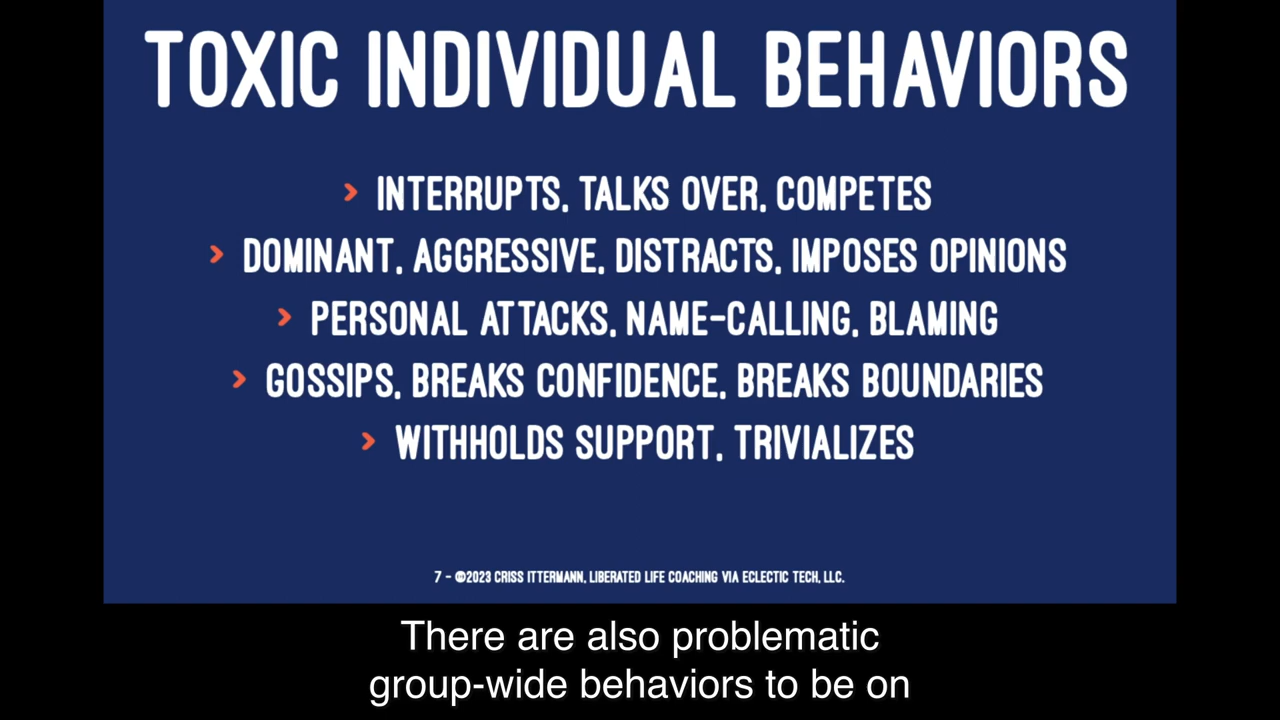 TOXIC INDIVIDUAL BEHAVIORS
> INTERRUPTS, TALKS OVER, COMPETES
> DOMINANT, AGGRESSIVE, DISTRACTS, IMPOSES OPINIONS
> PERSONAL ATTACKS, NAME-CALLING, BLAMING
> GOSSIPS, BREAKS CONFIDENCE, BREAKS BOUNDARIES
> WITHHOLDS SUPPORT, TRIVIALIZES
7 - ©2023 CRISS ITTERMANN, LIBERATED LIFE COACHING VIA ECLECTIC TECH, LLC.
There are also problematic
group-wide behaviors to be on